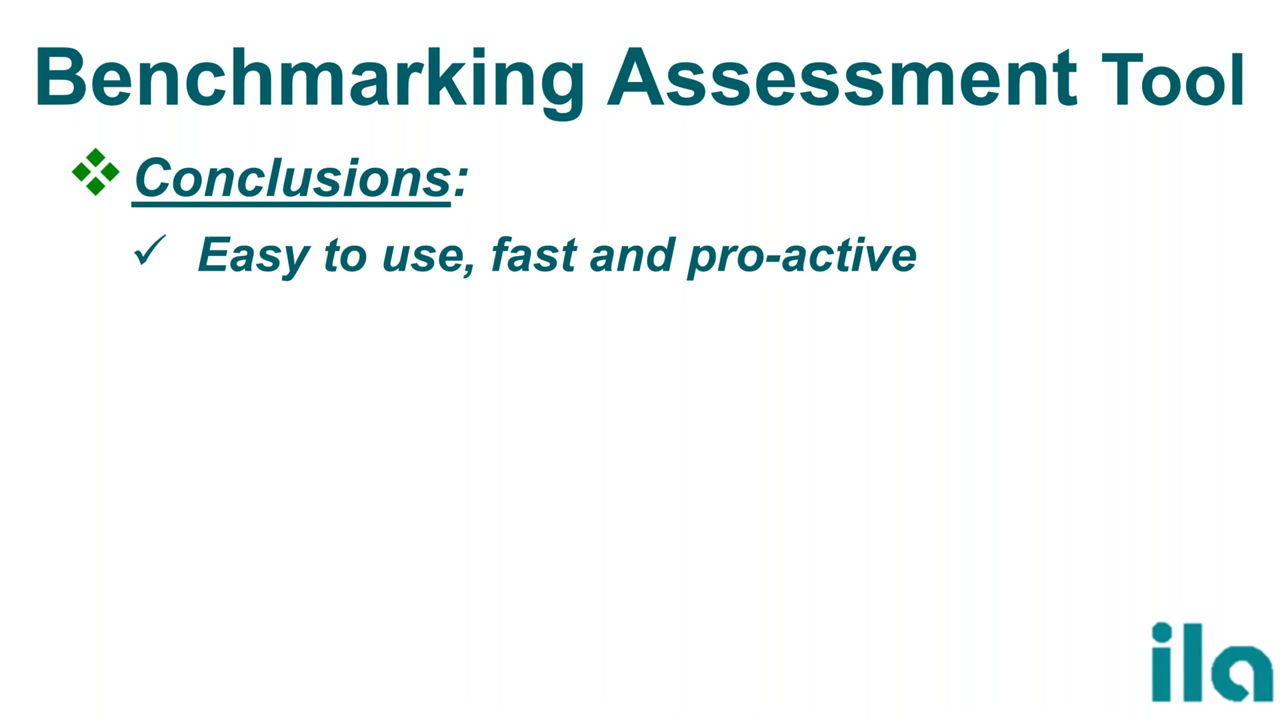 Benchmarking Assessment Tool
Conclusions:
Easy to use, fast and pro-active
ila